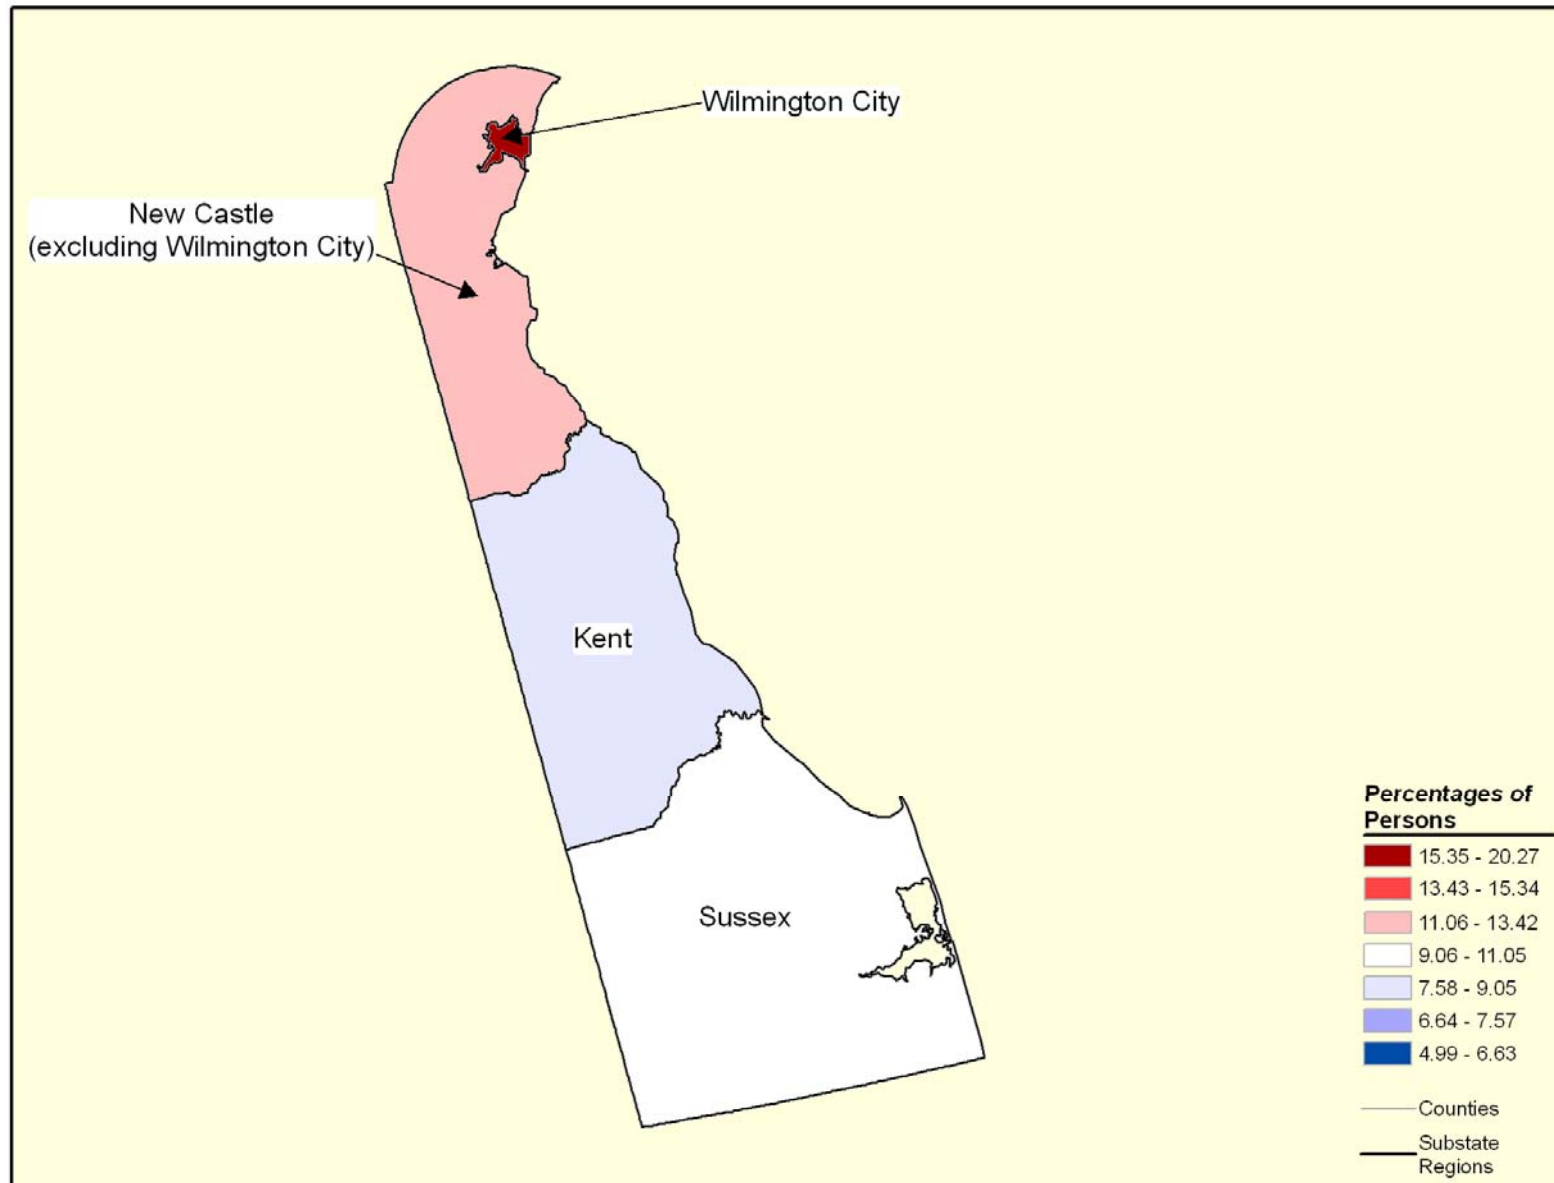 Wilmington City
New Castle
(excluding Wilmington City)
Kent
Sussex
Percentages of
Persons
15.35 - 20.27
13.43 - 15.34
11.06 - 13.42
9.06 - 11.05
7.58 - 9.05
6.64 - 7.57
4.99 - 6.63
Counties
Substate
Regions